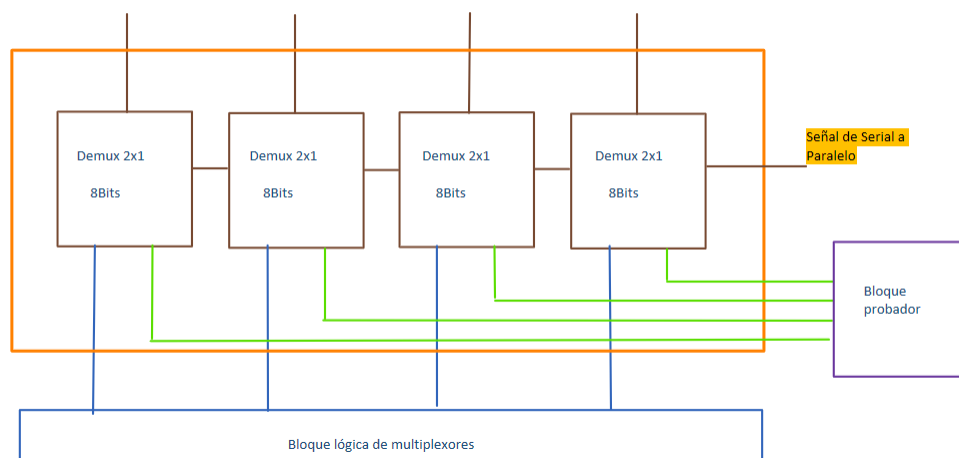 Señal de Serial a
Paralelo
Demux 2x1
8Bits
Demux 2x1
8Bits
Demux 2x1
8Bits
Demux 2x1
8Bits
Bloque
probador
Bloque lógica de multiplexores